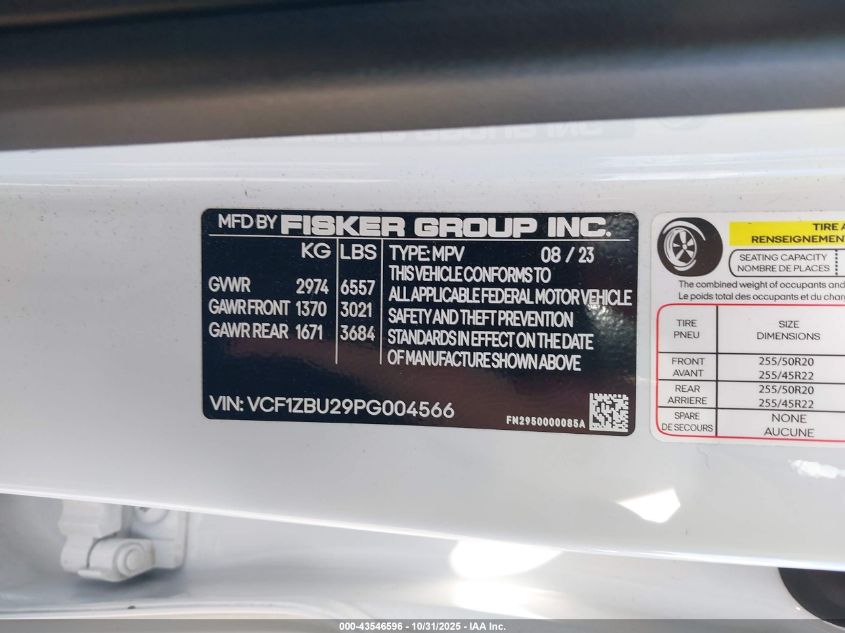 MFD BY FISKER GROUP INC.
KG LBS
GVWR 2974 6557
GAWR FRONT 1370 3021
GAWR REAR 1671 3684
TYPE: MPV 08 / 23
THIS VEHICLE CONFORMS TO
ALL APPLICABLE FEDERAL MOTOR VEHICLE
SAFETY AND THEFT PREVENTION
STANDARDS IN EFFECT ON THE DATE
OF MANUFACTURE SHOWN ABOVE
VIN: VCF1ZBU29PG004566
FN2950000085A
TIRE
SEATING CAPACITY
NOMBRE DE PLACES
The combined weight of occupants and
Le poids total des occupants et du
TIRE SIZE
PNEU DIMENSIONS
FRONT 255/50R20
AVANT 255/45R22
REAR 255/50R20
ARRIERE 255/45R22
SPARE NONE
DE SECOURS AUCUNE
000-43546596 - 10/31/2025 - IAA Inc.